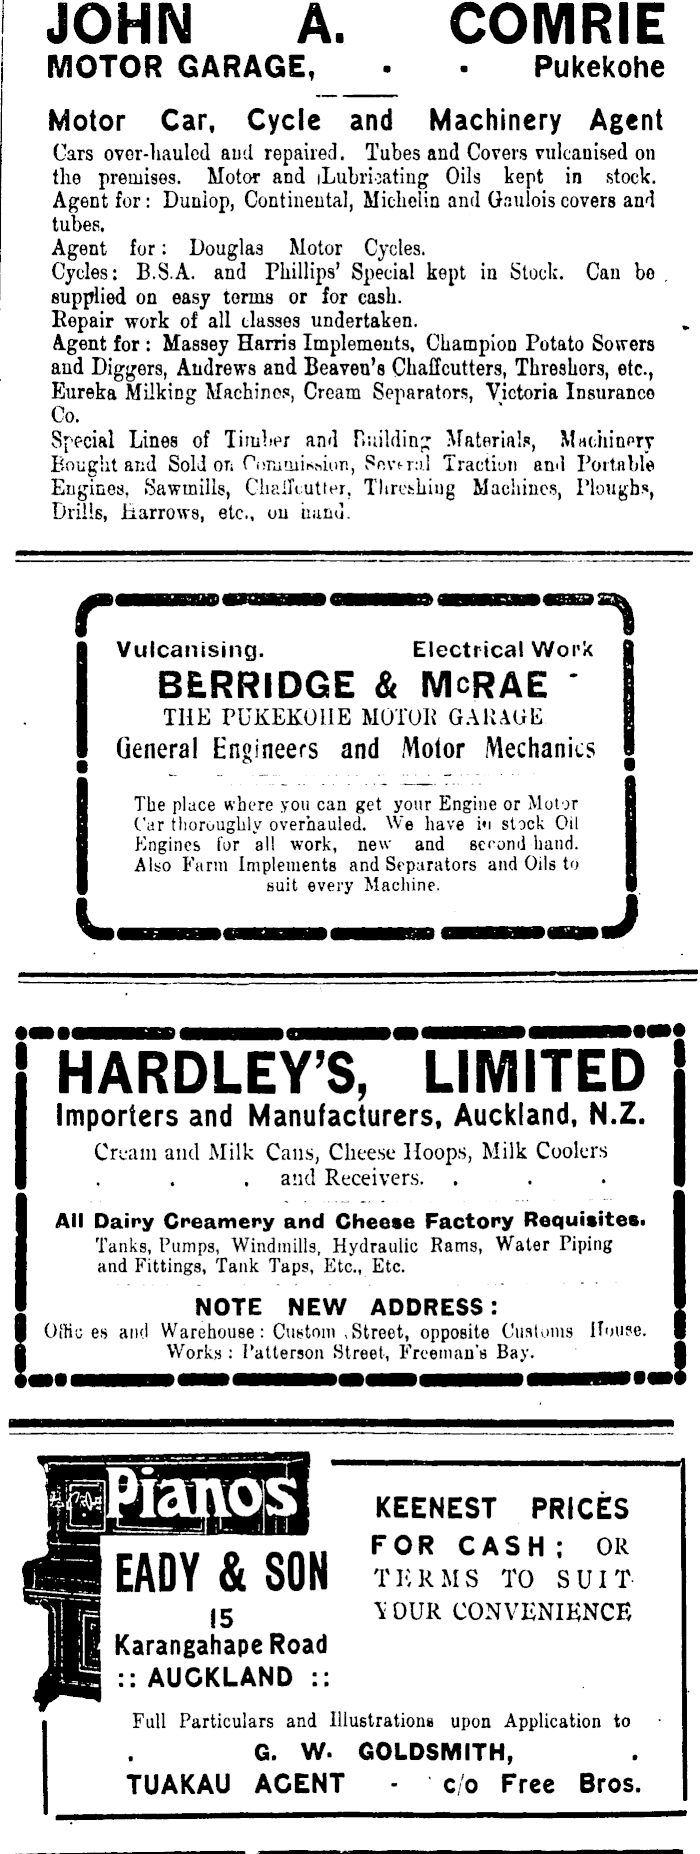 JOHN A. COMRIE
MOTOR GARAGE, - - Pukekohe
Motor Car, Cycle and Machinery Agent
Cars over-hauled and repaired. Tubes and Covers vulcanised on
the premises. Motor and Lubricating Oils kept in stock.
Agent for: Dunlop, Continental, Michelin and Gaulois covers and
tubes.
Agent for: Douglas Motor Cycles.
Cycles: B.S.A. and Phillips' Special kept in Stock. Can be
supplied on easy terms or for cash.
Repair work of all classes undertaken.
Agent for: Massey Harris Implements, Champion Potato Sowers
and Diggers, Andrews and Beaven's Chaffcutters, Threshers, etc.,
Eureka Milking Machines, Cream Separators, Victoria Insurance
Co.
Special Lines of Timber and Building Materials, Machinery
Bought and Sold on Commission, Several Traction and Portable
Engines, Sawmills, Chaffcutter, Threshing Machines, Ploughs,
Drills, Harrows, etc., on hand.
Vulcanising. Electrical Work
BERRIDGE & McRAE
THE PUKEKOHE MOTOR GARAGE
General Engineers and Motor Mechanics
The place where you can get your Engine or Motor
Car thoroughly overhauled. We have in stock Oil
Engines for all work, new and second hand.
Also Farm Implements and Separators and Oils to
suit every Machine.
HARDLEY'S, LIMITED
Importers and Manufacturers, Auckland, N.Z.
Cream and Milk Cans, Cheese Hoops, Milk Coolers
. . . and Receivers. . . .
All Dairy Creamery and Cheese Factory Requisites.
Tanks, Pumps, Windmills, Hydraulic Rams, Water Piping
and Fittings, Tank Taps, Etc., Etc.
NOTE NEW ADDRESS:
Offices and Warehouse: Custom Street, opposite Customs House.
Works: Patterson Street, Freeman's Bay.
Pianos
EADY & SON
15
Karangahape Road
:: AUCKLAND ::
KEENEST PRICES
FOR CASH; OR
TERMS TO SUIT
YOUR CONVENIENCE
Full Particulars and Illustrations upon Application to
. G. W. GOLDSMITH, .
TUAKAU AGENT - c/o Free Bros.